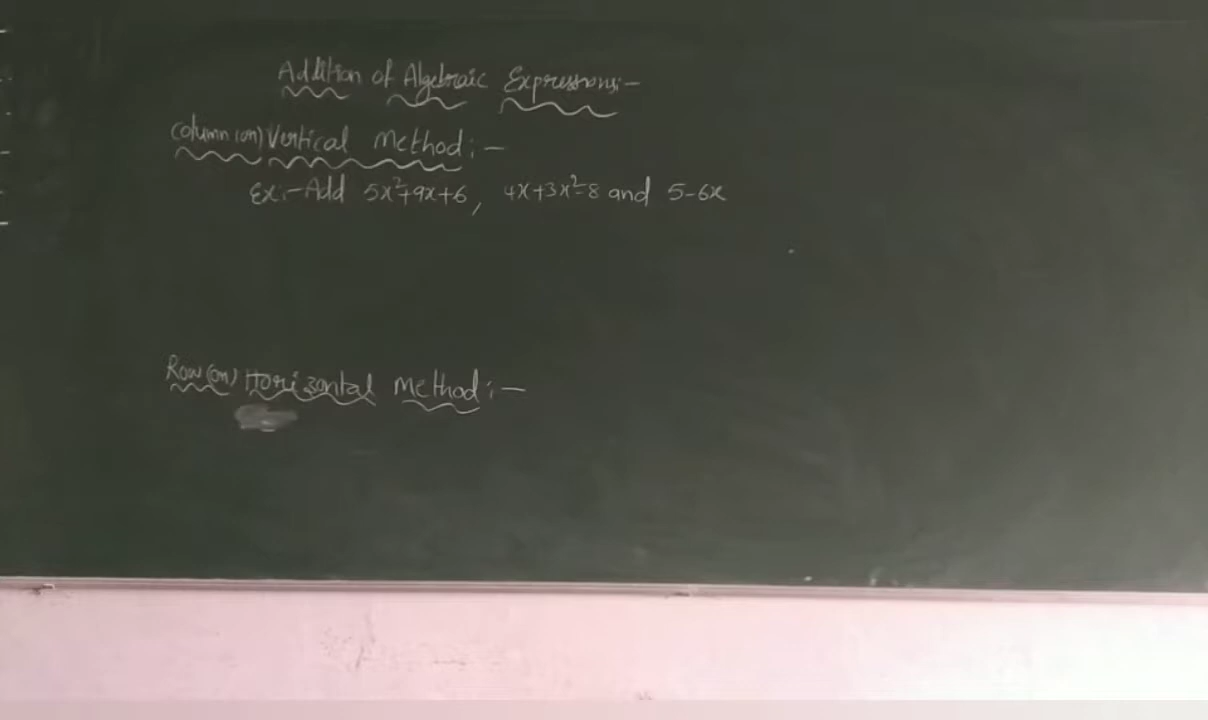 Addition of Algebraic Expressions:-
Column (or) Vertical Method:-
Ex:- Add 5x²+9x+6, 4x+3x²-8 and 5-6x
Row (or) Horizontal Method:-